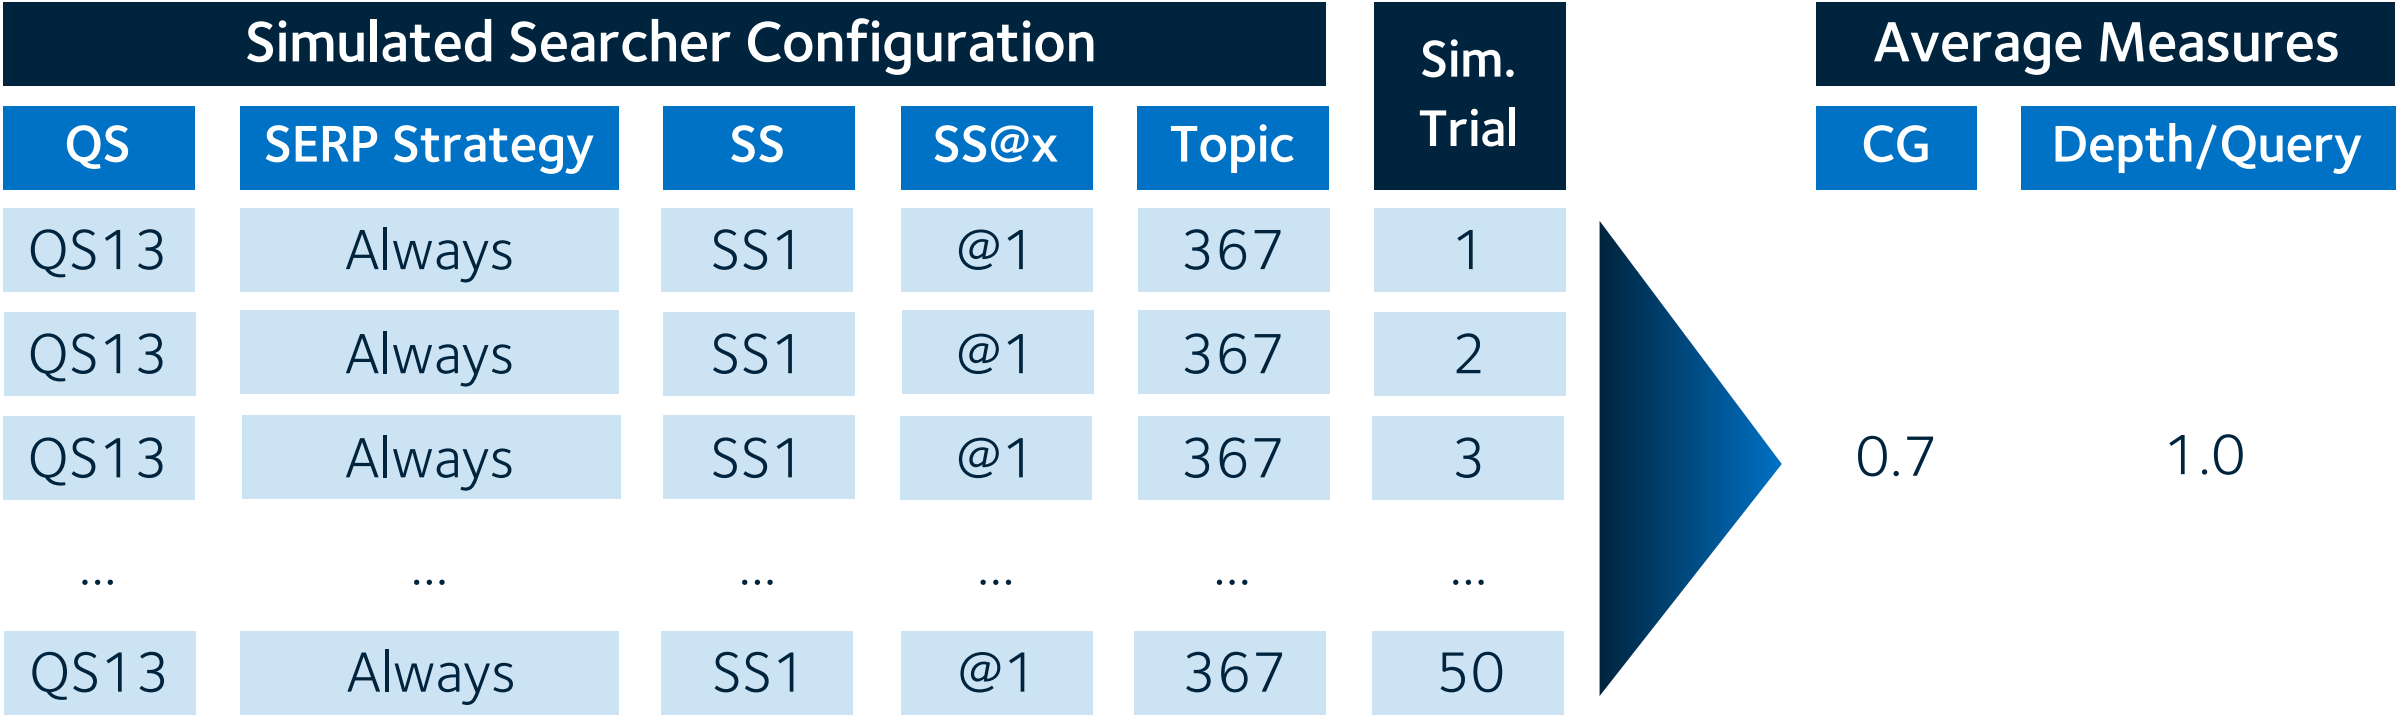 Simulated Searcher Configuration
Sim. Trial
Average Measures
QS SERP Strategy SS SS@x Topic CG Depth/Query
QS13 Always SS1 @1 367 1
QS13 Always SS1 @1 367 2
QS13 Always SS1 @1 367 3 0.7 1.0
... ... ... ... ... ...
QS13 Always SS1 @1 367 50